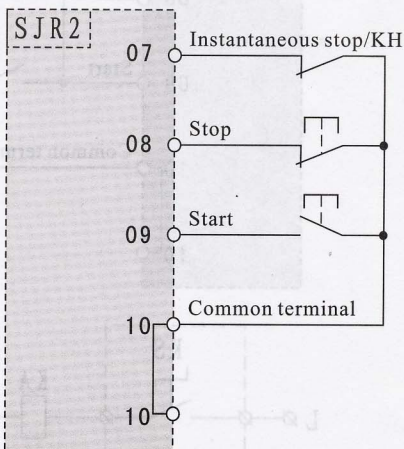 SJR2
07 Instantaneous stop/KH
08 Stop
09 Start
10 Common terminal
10